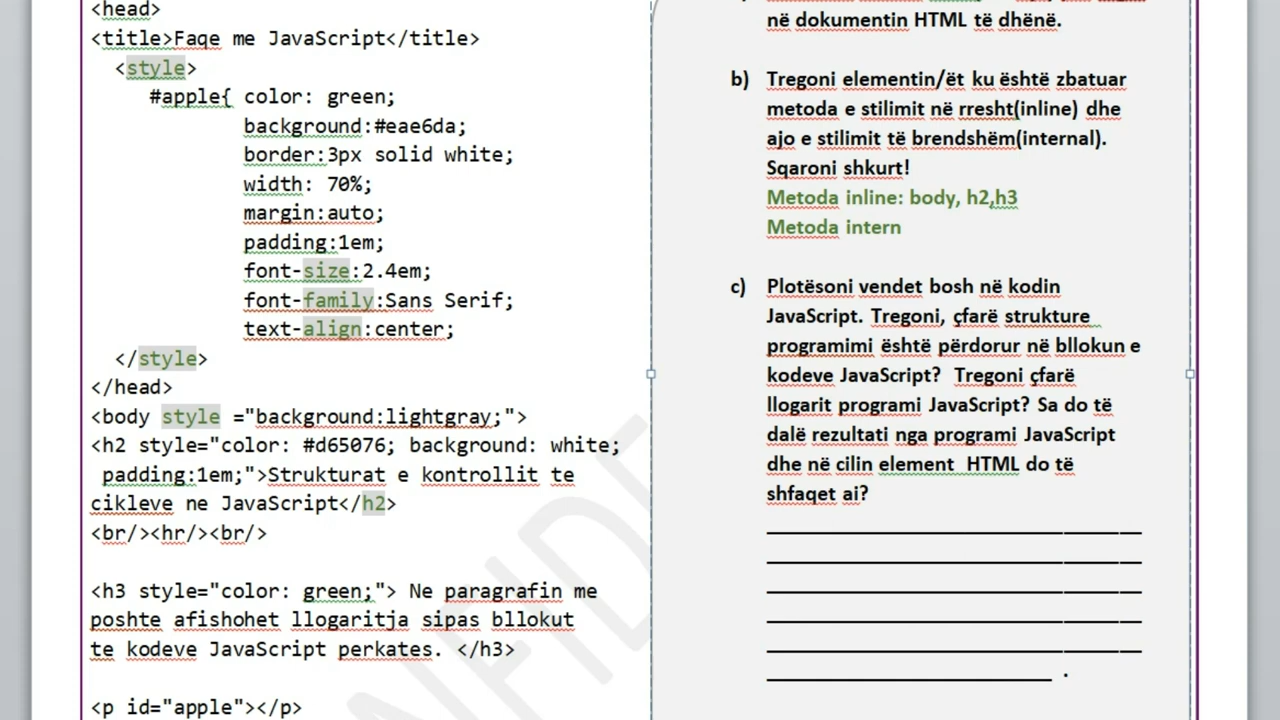 <head>
<title>Faqe me JavaScript</title>
<style>
#apple{ color: green;
background:#eae6da;
border:3px solid white;
width: 70%;
margin:auto;
padding:1em;
font-size:2.4em;
font-family:Sans Serif;
text-align:center;
</style>
</head>
<body style ="background:lightgray;">
<h2 style="color: #d65076; background: white;
padding:1em;">Strukturat e kontrollit te
cikleve ne JavaScript</h2>
<br/><hr/><br/>
<h3 style="color: green;"> Ne paragrafin me
poshte afishohet llogaritja sipas bllokut
te kodeve JavaScript perkates. </h3>
<p id="apple"></p>
në dokumentin HTML të dhënë.
b) Tregoni elementin/ët ku është zbatuar
metoda e stilimit në rresht(inline) dhe
ajo e stilimit të brendshëm(internal).
Sqaroni shkurt!
Metoda inline: body, h2,h3
Metoda intern
c) Plotësoni vendet bosh në kodin
JavaScript. Tregoni, çfarë strukture
programimi është përdorur në bllokun e
kodeve JavaScript? Tregoni çfarë
llogarit programi JavaScript? Sa do të
dalë rezultati nga programi JavaScript
dhe në cilin element HTML do të
shfaqet ai?
.